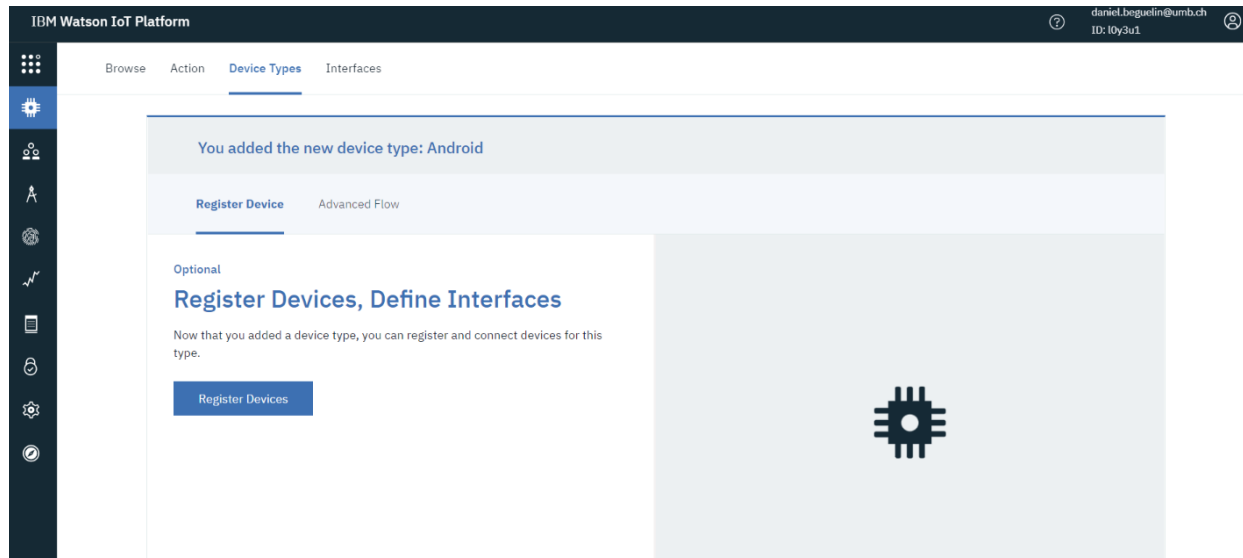 IBM Watson IoT Platform
daniel.beguelin@umb.ch
ID: l0y3u1
Browse Action Device Types Interfaces
You added the new device type: Android
Register Device Advanced Flow
Optional
Register Devices, Define Interfaces
Now that you added a device type, you can register and connect devices for this
type.
Register Devices